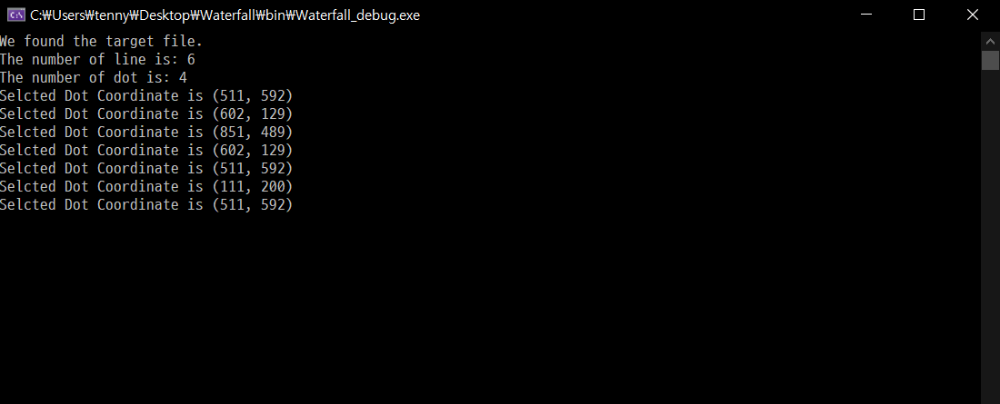 C:₩Users₩tenny₩Desktop₩Waterfall₩bin₩Waterfall_debug.exe
We found the target file.
The number of line is: 6
The number of dot is: 4
Selcted Dot Coordinate is (511, 592)
Selcted Dot Coordinate is (602, 129)
Selcted Dot Coordinate is (851, 489)
Selcted Dot Coordinate is (602, 129)
Selcted Dot Coordinate is (511, 592)
Selcted Dot Coordinate is (111, 200)
Selcted Dot Coordinate is (511, 592)